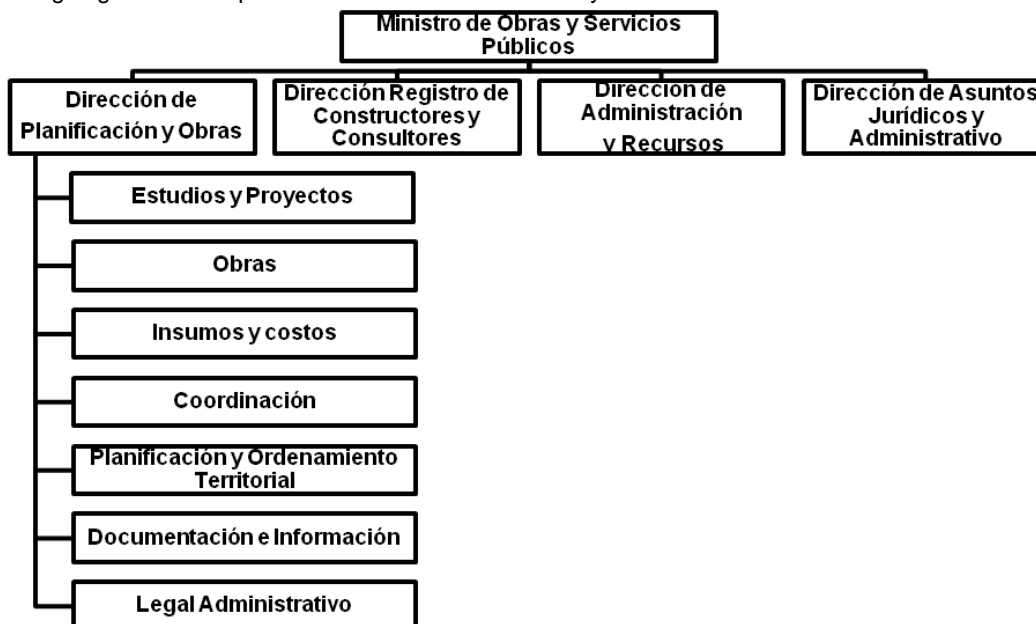 Ministro de Obras y Servicios
Públicos
Dirección de
Planificación y Obras
Dirección Registro de
Constructores y
Consultores
Dirección de
Administración
y Recursos
Dirección de Asuntos
Jurídicos y
Administrativo
Estudios y Proyectos
Obras
Insumos y costos
Coordinación
Planificación y Ordenamiento
Territorial
Documentación e Información
Legal Administrativo